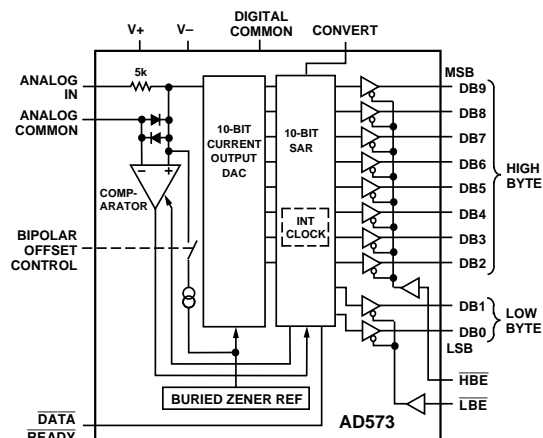 V+ V– DIGITAL COMMON CONVERT
5k
ANALOG IN
ANALOG COMMON
10-BIT CURRENT OUTPUT DAC
10-BIT SAR
– +
COMP-
ARATOR
INT CLOCK
BIPOLAR OFFSET CONTROL
MSB
DB9
DB8
DB7
DB6
DB5
DB4
DB3
DB2
HIGH BYTE
DB1
DB0
LOW BYTE
LSB
HBE
LBE
BURIED ZENER REF
AD573
DATA
READY